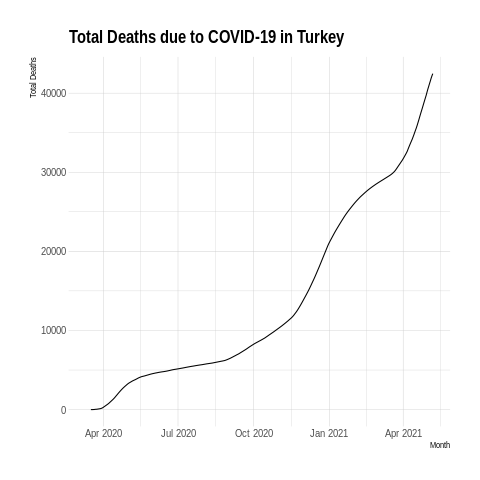 Total Deaths due to COVID-19 in Turkey
Total Deaths
40000
30000
20000
10000
0
Apr 2020 Jul 2020 Oct 2020 Jan 2021 Apr 2021
Month